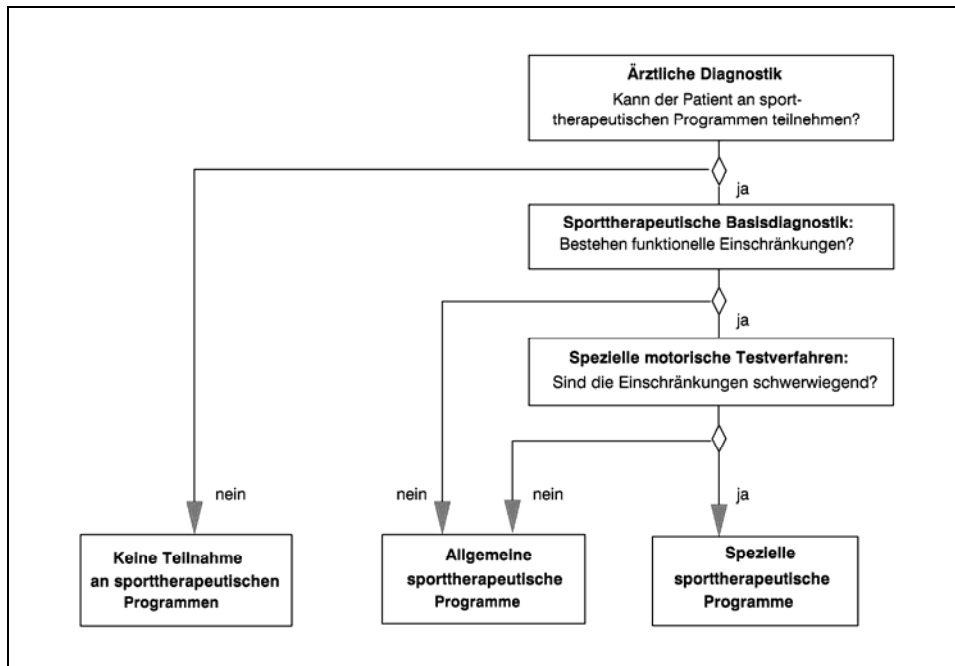 Ärztliche Diagnostik
Kann der Patient an sport-
therapeutischen Programmen teilnehmen?
ja
Sporttherapeutische Basisdiagnostik:
Bestehen funktionelle Einschränkungen?
ja
Spezielle motorische Testverfahren:
Sind die Einschränkungen schwerwiegend?
nein
nein
nein
ja
Keine Teilnahme
an sporttherapeutischen
Programmen
Allgemeine
sporttherapeutische
Programme
Spezielle
sporttherapeutische
Programme